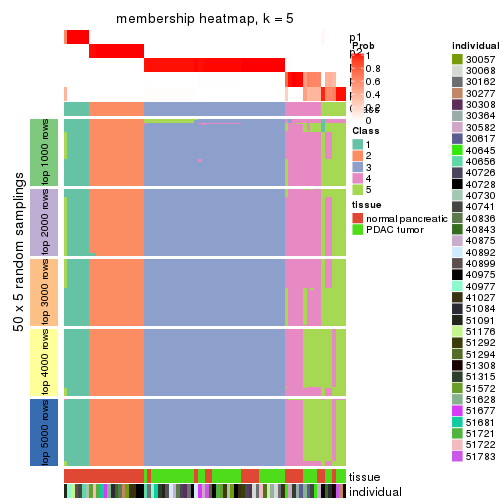 membership heatmap, k = 5
p1
Prob
1
0.8
0.6
0.4
0.2
0
Class
1
2
3
4
5
tissue
normal pancreatic
PDAC tumor
50 x 5 random samplings
top 1000 rows
top 2000 rows
top 3000 rows
top 4000 rows
top 5000 rows
tissue
individual
individual
30057
30068
30162
30277
30308
30364
30582
30617
40645
40656
40726
40728
40730
40741
40836
40843
40875
40892
40899
40975
40977
41027
51084
51091
51176
51292
51294
51308
51315
51572
51628
51677
51681
51721
51722
51783